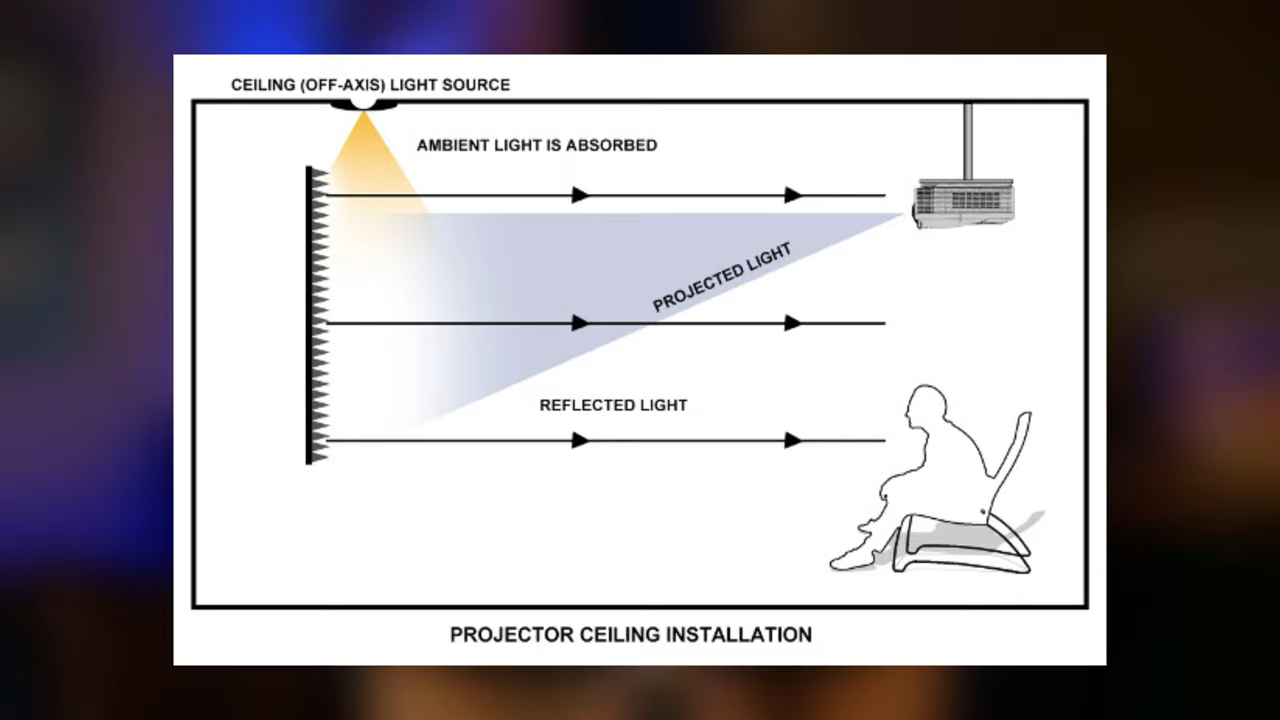 CEILING (OFF-AXIS) LIGHT SOURCE
AMBIENT LIGHT IS ABSORBED
PROJECTED LIGHT
REFLECTED LIGHT
PROJECTOR CEILING INSTALLATION